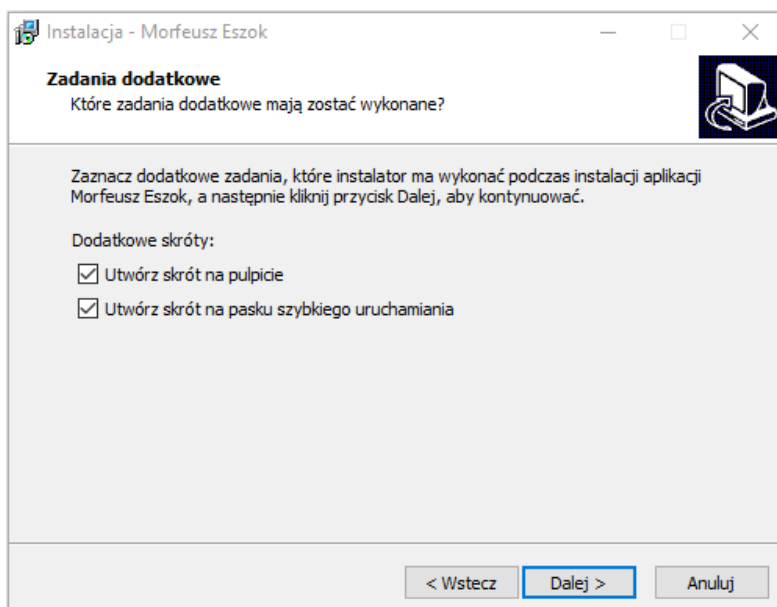 Instalacja - Morfeusz Eszok
Zadania dodatkowe
Które zadania dodatkowe mają zostać wykonane?
Zaznacz dodatkowe zadania, które instalator ma wykonać podczas instalacji aplikacji
Morfeusz Eszok, a następnie kliknij przycisk Dalej, aby kontynuować.
Dodatkowe skróty:
Utwórz skrót na pulpicie
Utwórz skrót na pasku szybkiego uruchamiania
< Wstecz Dalej > Anuluj